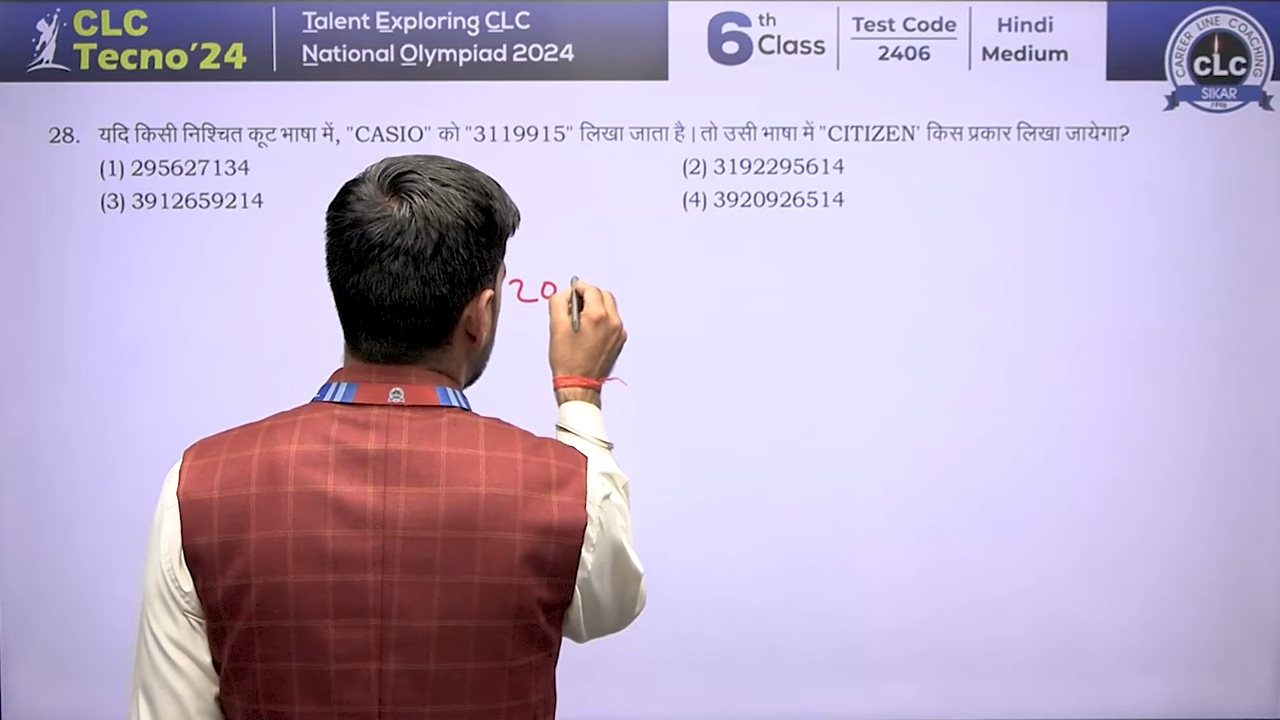 CLC
Tecno'24
Talent Exploring CLC
National Olympiad 2024
6th Class
Test Code
2406
Hindi
Medium
CAREER LINE COACHING
CLC
SIKAR
28. यदि किसी निश्चित कूट भाषा में, "CASIO" को "3119915" लिखा जाता है। तो उसी भाषा में "CITIZEN' किस प्रकार लिखा जायेगा?
(1) 295627134 (2) 3192295614
(3) 3912659214 (4) 3920926514
20